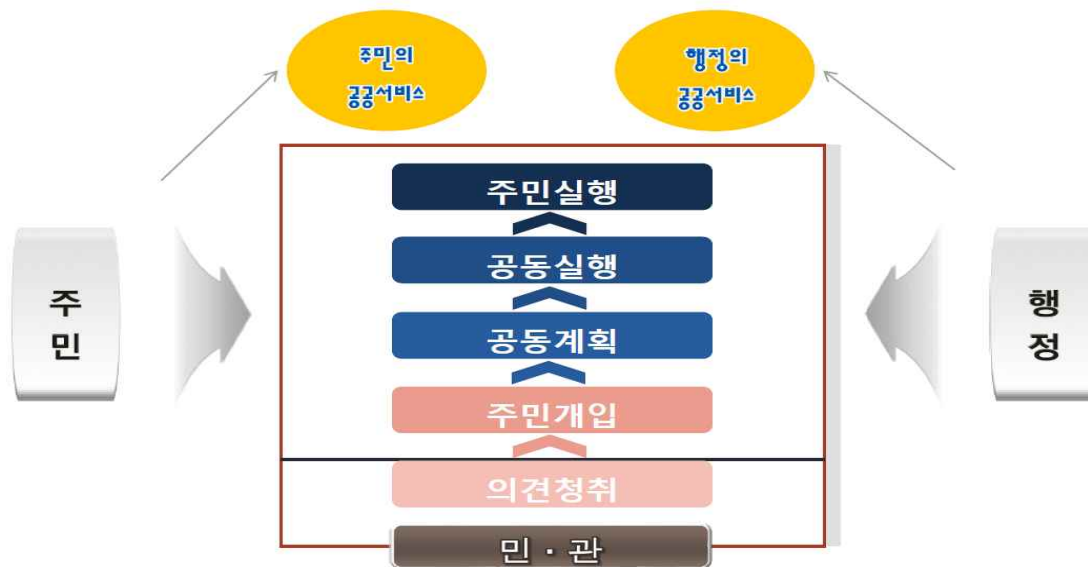 주민의
공공서비스
행정의
공공서비스
주민실행
공동실행
공동계획
주민개입
의견청취
민·관
주
민
행
정